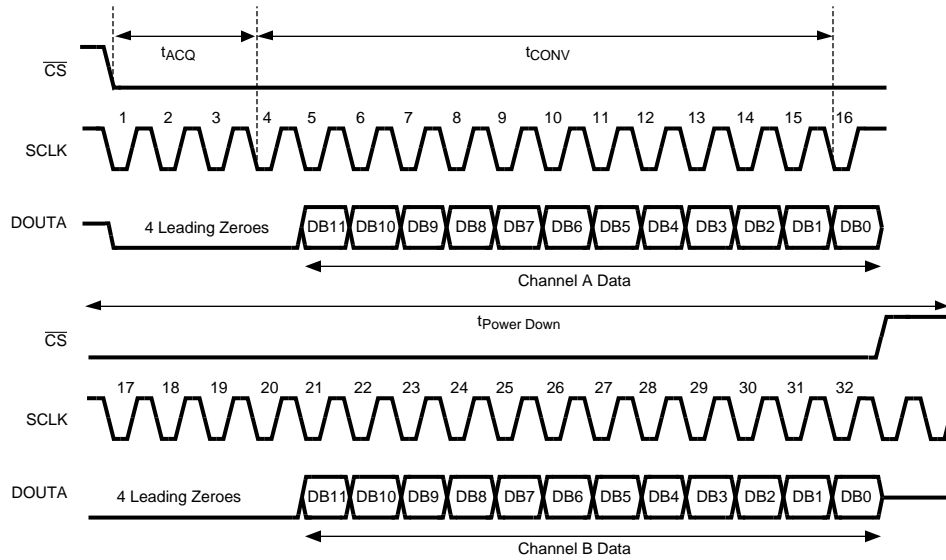 tACQ tCONV
CS
1 2 3 4 5 6 7 8 9 10 11 12 13 14 15 16
SCLK
DOUTA 4 Leading Zeroes DB11 DB10 DB9 DB8 DB7 DB6 DB5 DB4 DB3 DB2 DB1 DB0
Channel A Data
tPower Down
CS
17 18 19 20 21 22 23 24 25 26 27 28 29 30 31 32
SCLK
DOUTA 4 Leading Zeroes DB11 DB10 DB9 DB8 DB7 DB6 DB5 DB4 DB3 DB2 DB1 DB0
Channel B Data